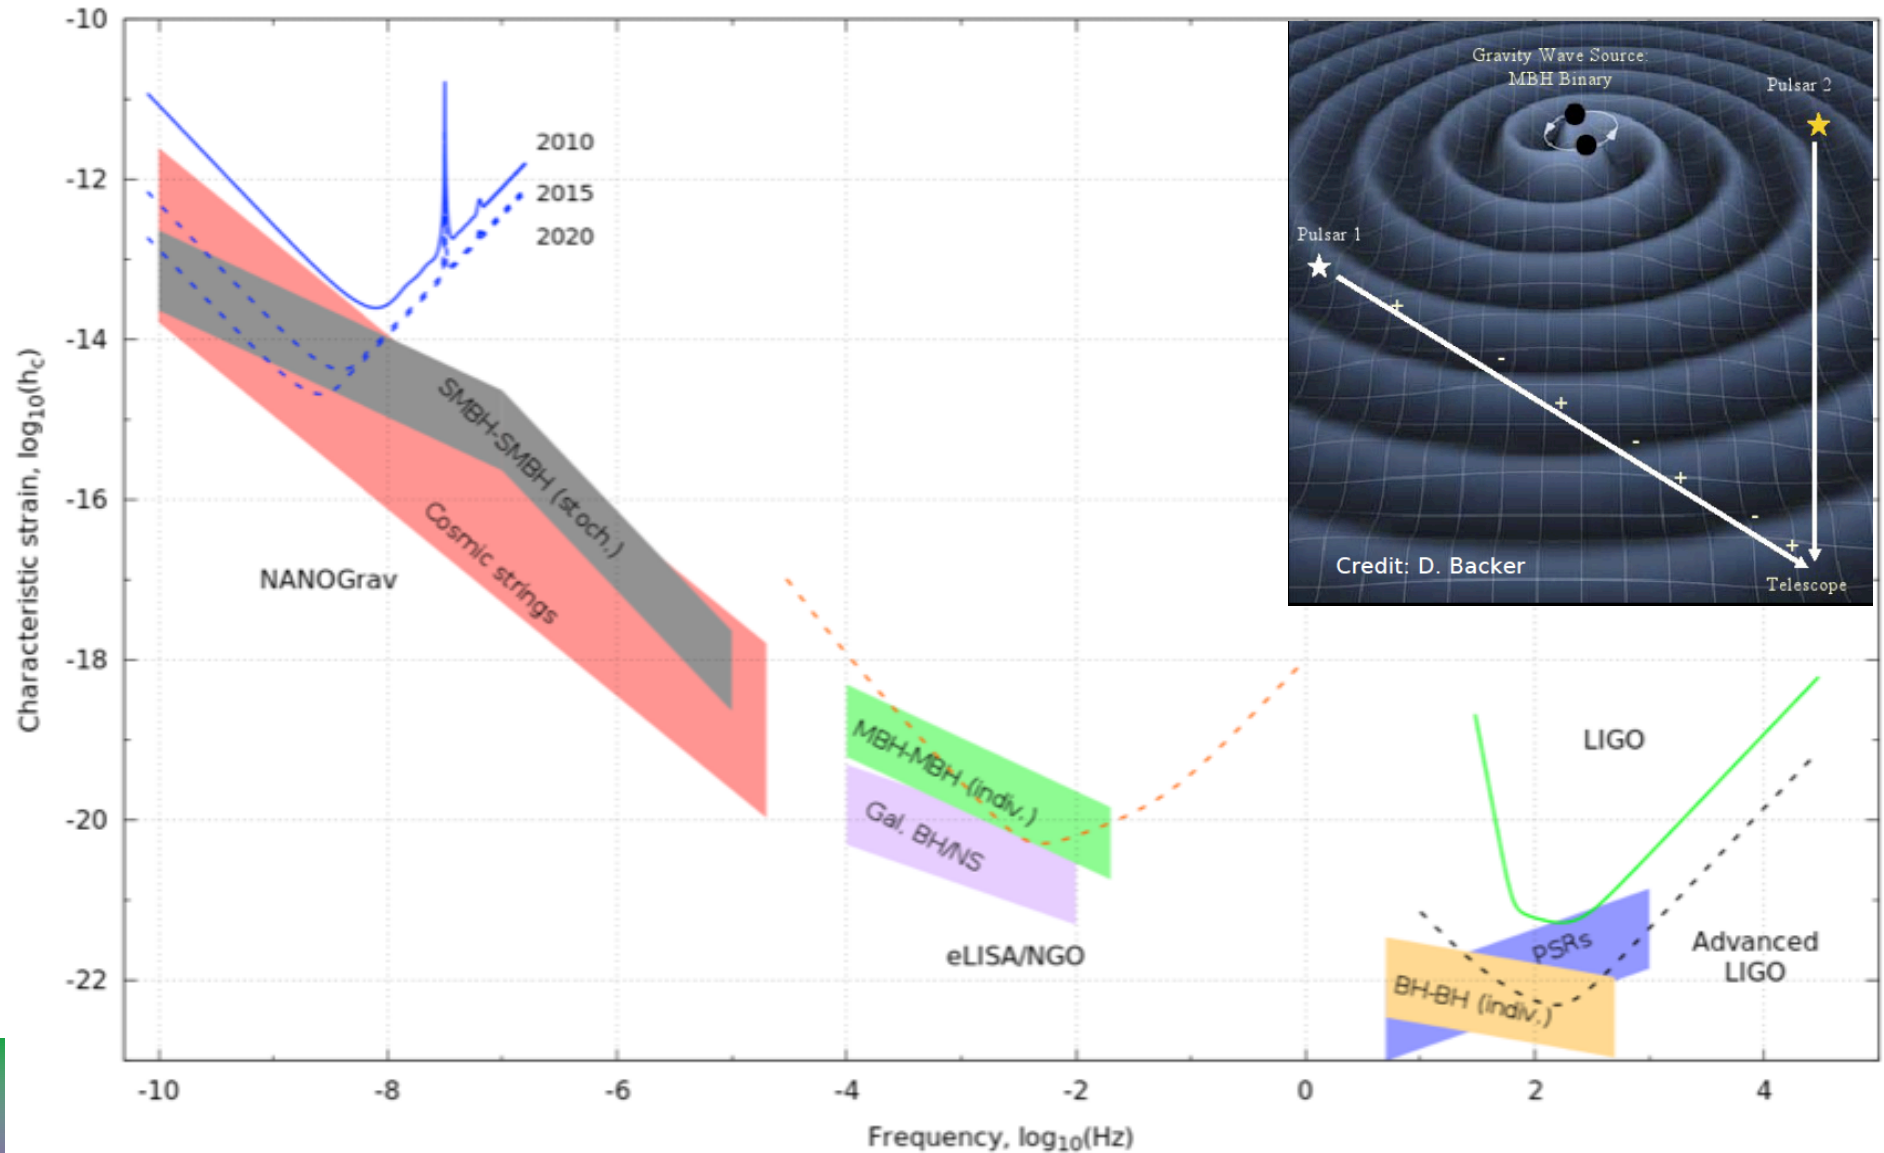 -10
-12
-14
-16
-18
-20
-22
Characteristic strain, log10(hc)
2010
2015
2020
SMBH-SMBH (stoch.)
Cosmic strings
NANOGrav
Gravity Wave Source:
MBH Binary
Pulsar 2
Pulsar 1
+
-
+
-
+
-
+
Credit: D. Backer
Telescope
MBH-MBH (indiv.)
Gal. BH/NS
eLISA/NGO
LIGO
PSRs
BH-BH (indiv.)
Advanced
LIGO
-10 -8 -6 -4 -2 0 2 4
Frequency, log10(Hz)